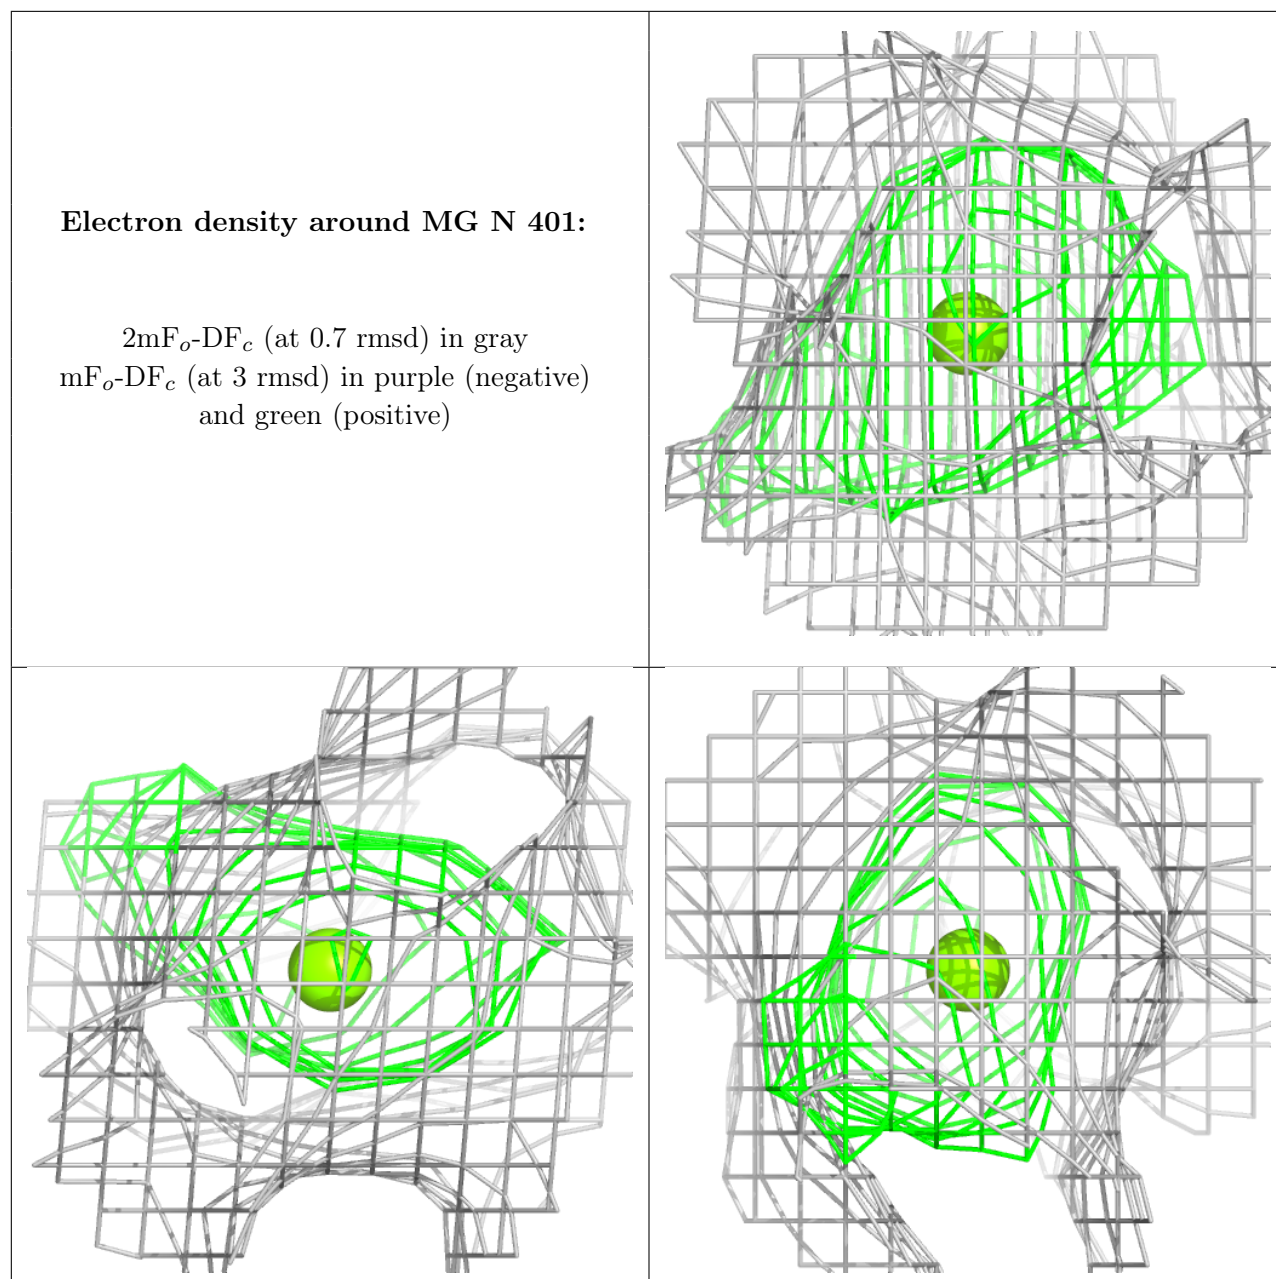 Electron density around MG N 401:
2mFo-DFc (at 0.7 rmsd) in gray
mFo-DFc (at 3 rmsd) in purple (negative)
and green (positive)